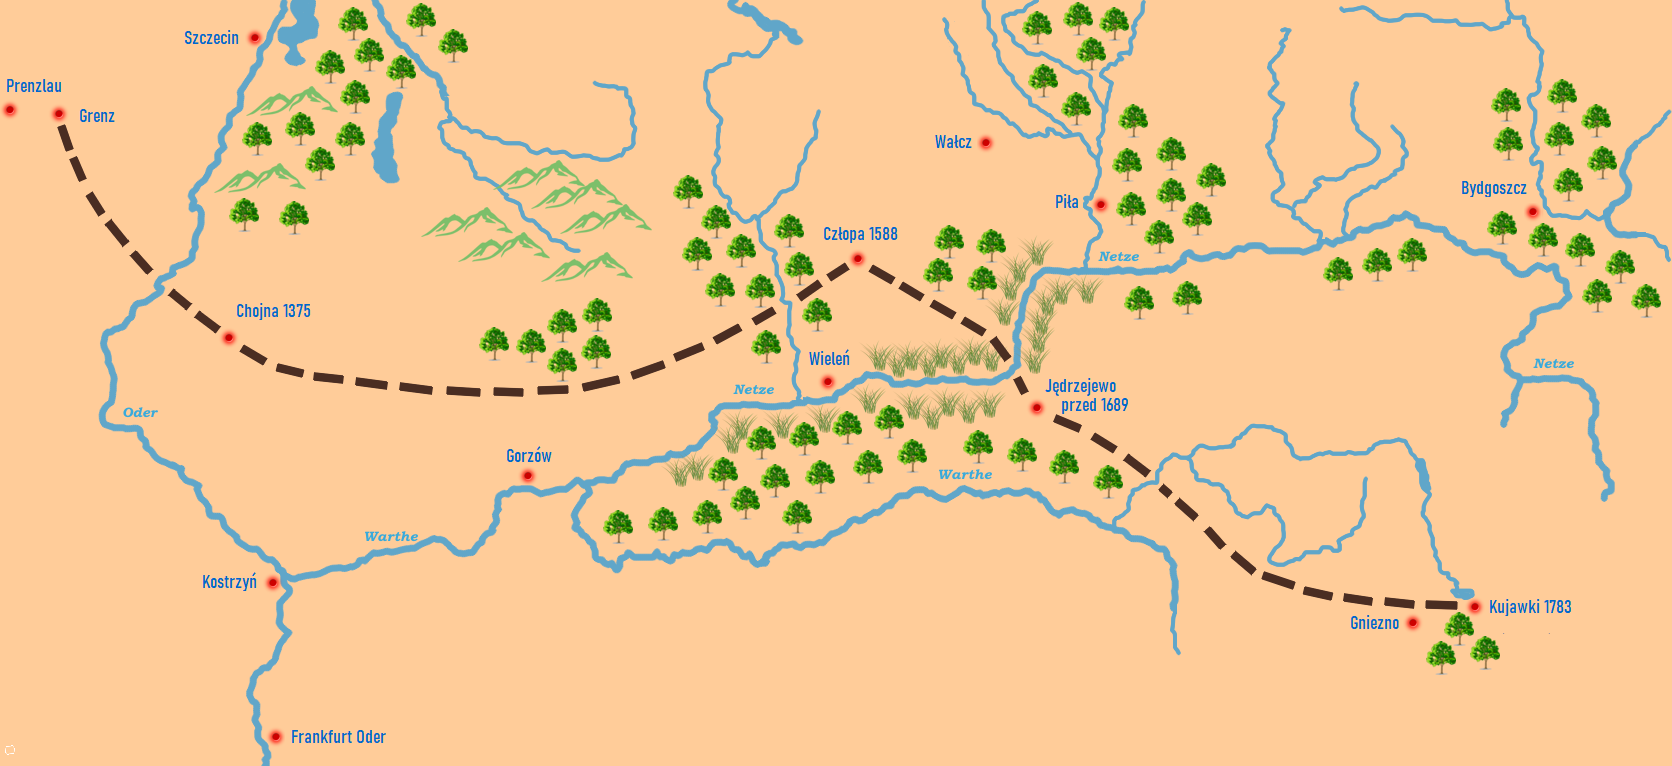 Szczecin
Prenzlau
Grenz
Wałcz
Bydgoszcz
Piła
Człopa 1588
Netze
Chojna 1375
Wieleń
Netze
Netze
Jędrzejewo
przed 1689
Oder
Gorzów
Warthe
Warthe
Kostrzyń
Kujawki 1783
Gniezno
Frankfurt Oder